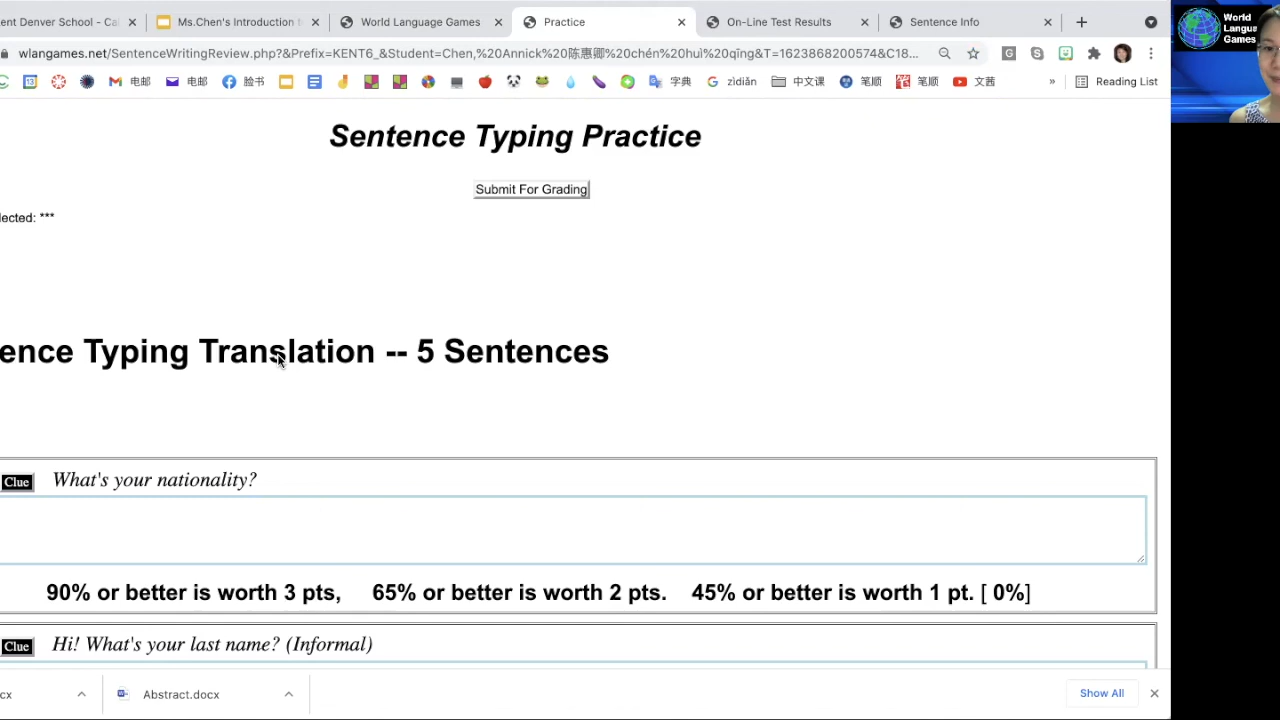 ent Denver School - Ca
Ms.Chen's Introduction t
World Language Games
Practice
On-Line Test Results
Sentence Info
wlangames.net/SentenceWritingReview.php?&Prefix=KENT6_&Student=Chen,%20Annick%20陈惠卿%20chén%20huì%20qīng&T=1623868200574&C18...
电邮
电邮
脸书
字典
zìdiǎn
中文课
笔顺
笔顺
文茜
»
Reading List
World
Langu
Games
Sentence Typing Practice
Submit For Grading
lected: ***
ence Typing Translation -- 5 Sentences
Clue What's your nationality?
90% or better is worth 3 pts, 65% or better is worth 2 pts. 45% or better is worth 1 pt. [ 0%]
Clue Hi! What's your last name? (Informal)
cx
Abstract.docx
Show All